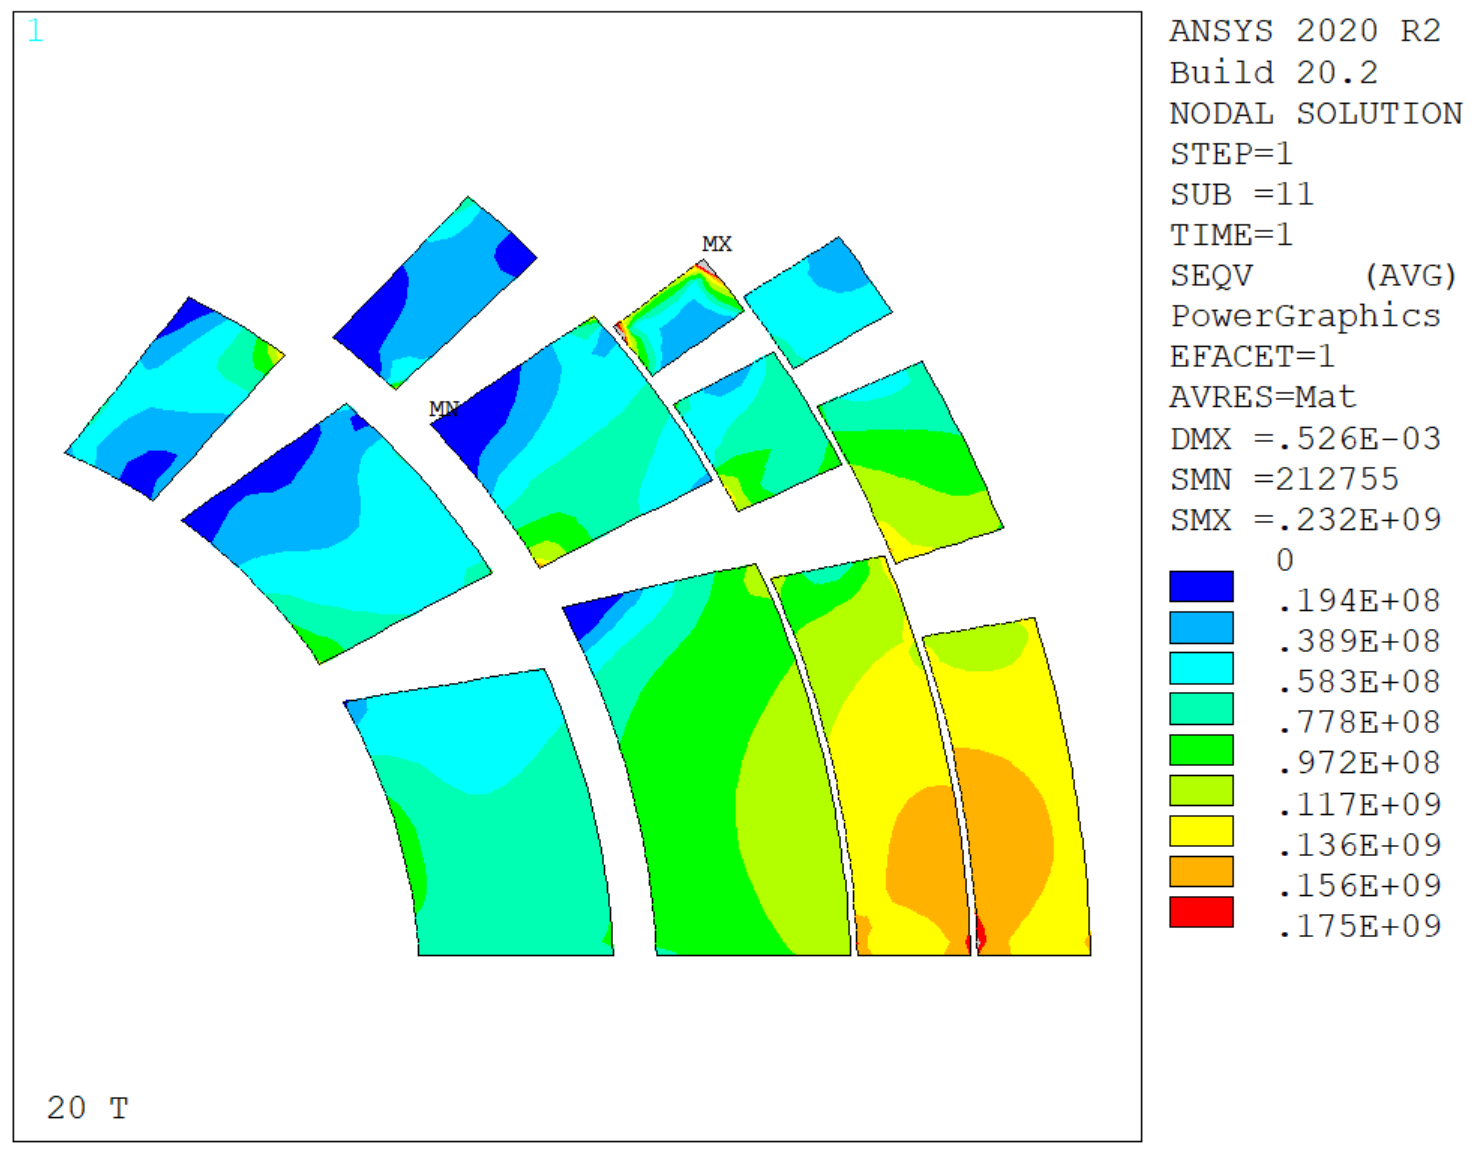 1
ANSYS 2020 R2
Build 20.2
NODAL SOLUTION
STEP=1
SUB =11
TIME=1
SEQV (AVG)
PowerGraphics
EFACET=1
AVRES=Mat
DMX =.526E-03
SMN =212755
SMX =.232E+09
0
.194E+08
.389E+08
.583E+08
.778E+08
.972E+08
.117E+09
.136E+09
.156E+09
.175E+09
MX
MN
20 T